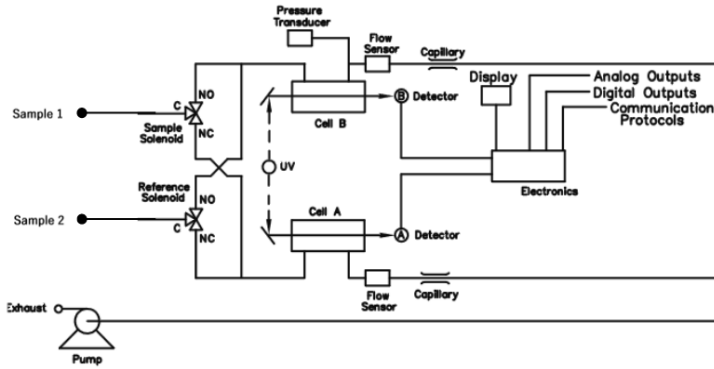 Pressure
Transducer
Flow
Sensor
Capillary
Display
Analog Outputs
Digital Outputs
Communication
Protocols
Sample 1
C
NO
NC
Sample
Solenoid
B
Detector
Cell B
UV
Electronics
Reference
Solenoid
Sample 2
C
NO
NC
Cell A
A
Detector
Flow
Sensor
Capillary
Exhaust
Pump